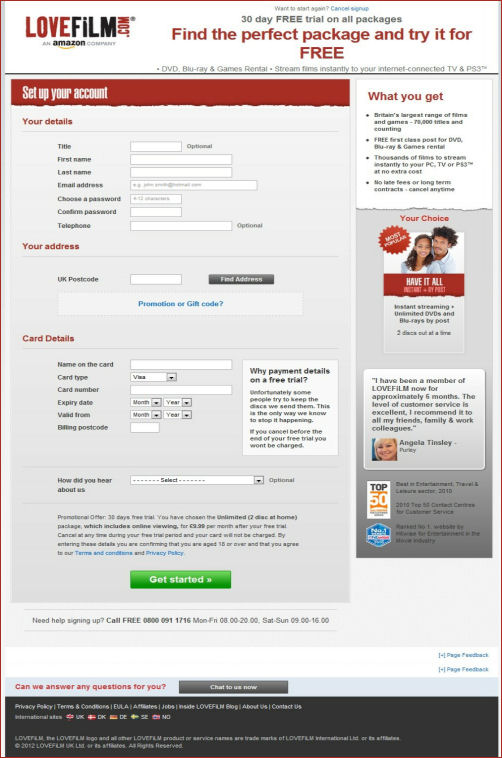 Want to start again? Cancel signup
LOVEFiLM.COM
AN amazon COMPANY
30 day FREE trial on all packages
Find the perfect package and try it for
FREE
• DVD, Blu-ray & Games Rental • Stream films instantly to your internet-connected TV & PS3™
Set up your account
Your details
Title Optional
First name
Last name
Email address e.g. john.smith@hotmail.com
Choose a password 4-12 characters
Confirm password
Telephone Optional
Your address
UK Postcode Find Address
Promotion or Gift code?
Card Details
Name on the card
Card type Visa
Card number
Expiry date Month Year
Valid from Month Year
Billing postcode
Why payment details
on a free trial?
Unfortunately some
people try to keep the
discs we send them. This
is the only way we know
to stop it happening.
If you cancel before the
end of your free trial you
wont be charged.
How did you hear
about us
- - - - - - - Select - - - - - - - Optional
Promotional Offer: 30 days free trial. You have chosen the Unlimited (2 disc at home)
package, which includes online viewing, for £9.99 per month after your free trial.
Cancel at any time during your free trial period and your card will not be charged. By
entering these details you are confirming that you are aged 18 or over and that you agree
to our Terms and conditions and Privacy Policy.
Get started »
Need help signing up? Call FREE 0800 091 1716 Mon-Fri 08.00-20.00, Sat-Sun 09.00-16.00
What you get
• Britain's largest range of films
and games - 70,000 titles and
counting
• FREE first class post for DVD,
Blu-ray & Games rental
• Thousands of films to stream
instantly to your PC, TV or PS3™
at no extra cost
• No late fees or long term
contracts - cancel anytime
Your Choice
MOST
POPULAR
HAVE IT ALL
INSTANT + BY POST
Instant streaming +
Unlimited DVDs and
Blu-rays by post
2 discs out at a time
"I have been a member of
LOVEFiLM now for
approximately 6 months. The
level of customer service is
excellent, I recommend it to
all my friends, family & work
colleagues."
Angela Tinsley -
Purley
TOP
50
Best in Entertainment, Travel &
Leisure sector, 2010
2010 Top 50 Contact Centres
for Customer Service
No.1
Ranked No.1. website by
Hitwise for Entertainment in the
Movie industry
[+] Page Feedback
[+] Page Feedback
Can we answer any questions for you? Chat to us now
Privacy Policy | Terms & Conditions | EULA | Affiliates | Jobs | Inside LOVEFiLM Blog | About Us | Contact Us
International sites UK DK DE SE NO
LOVEFiLM, the LOVEFiLM logo and all other LOVEFiLM product or service names are trade marks of LOVEFiLM International Ltd. or its affiliates.
© 2012 LOVEFiLM UK Ltd. or its affiliates. All Rights Reserved.